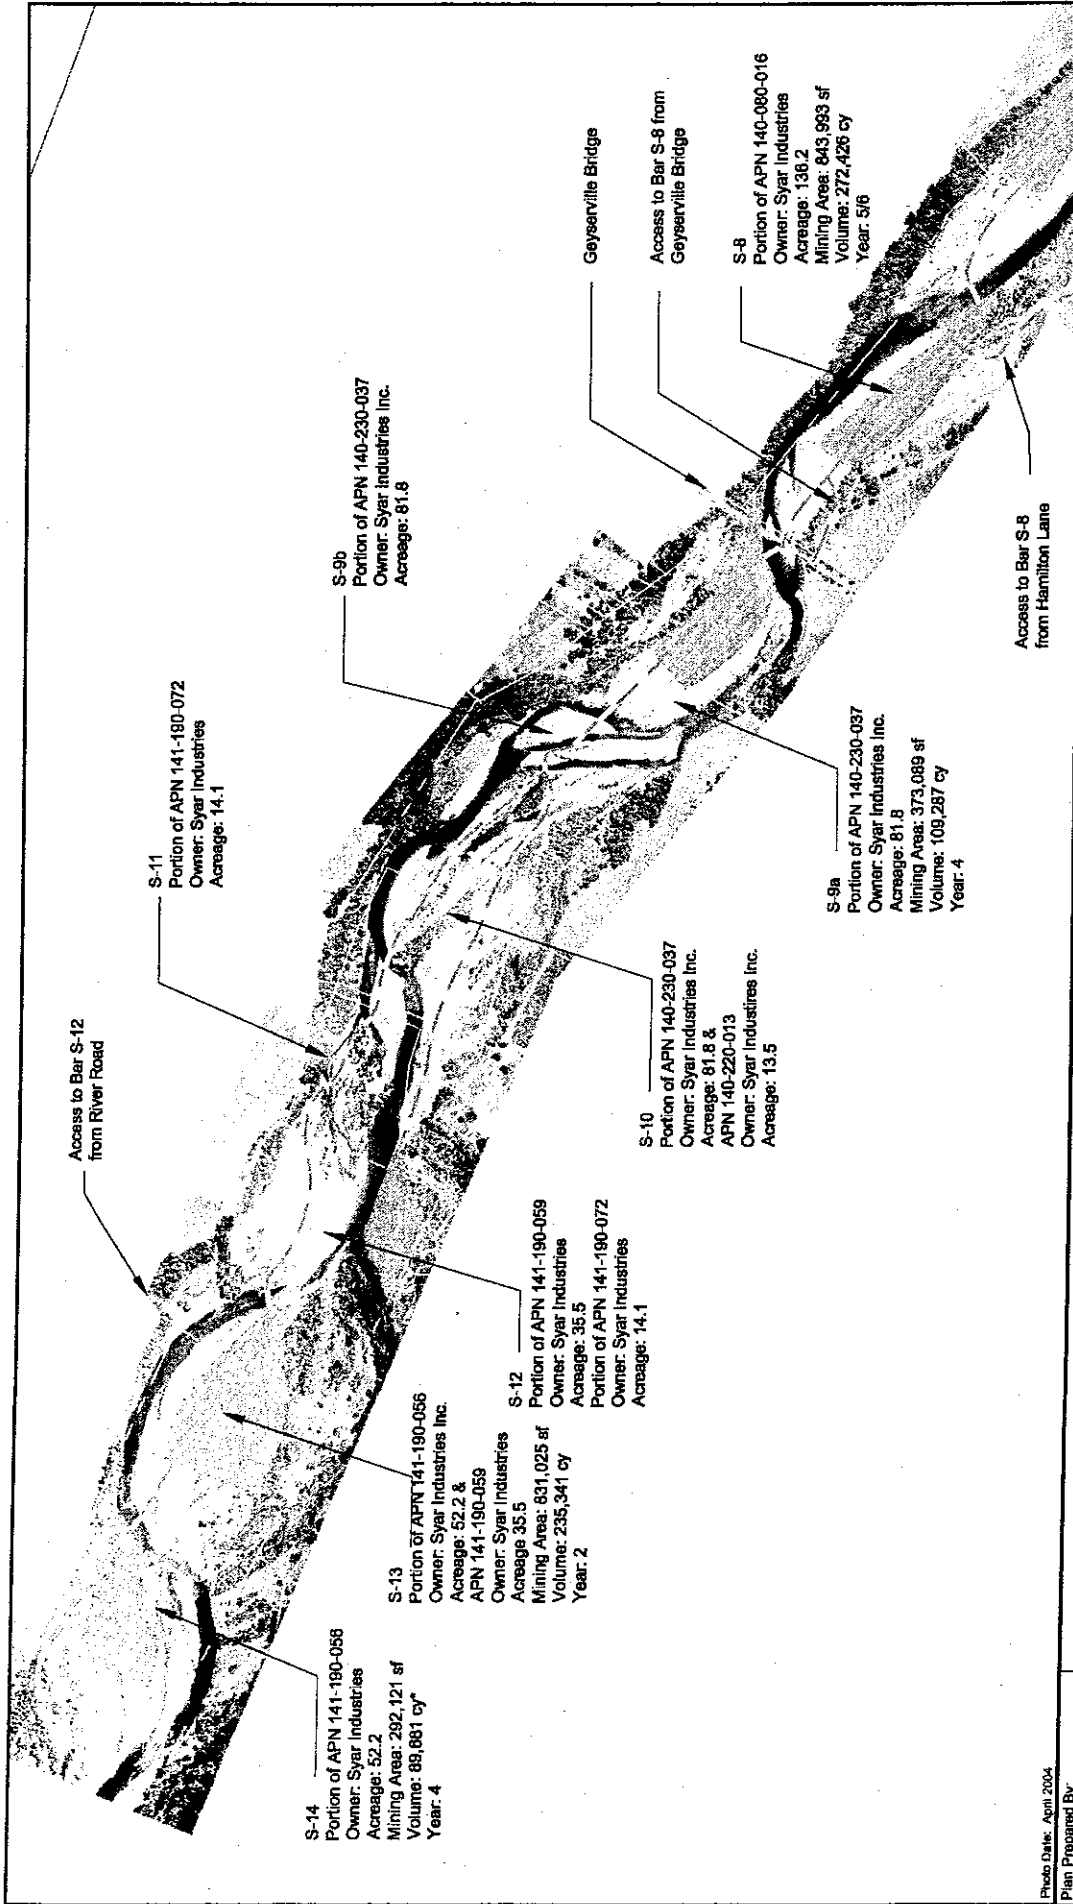 Access to Bar S-12
from River Road
S-11
Portion of APN 141-190-072
Owner: Syar Industries
Acreage: 14.1
S-9b
Portion of APN 140-230-037
Owner: Syar Industries Inc.
Acreage: 81.8
Geyserville Bridge
Access to Bar S-8 from
Geyserville Bridge
S-8
Portion of APN 140-080-016
Owner: Syar Industries
Acreage: 136.2
Mining Area: 843,993 sf
Volume: 272,426 cy
Year: 5/6
S-14
Portion of APN 141-190-056
Owner: Syar Industries
Acreage: 52.2
Mining Area: 292,121 sf
Volume: 89,681 cy*
Year: 4
S-13
Portion of APN 141-190-056
Owner: Syar Industries Inc.
Acreage: 52.2 &
APN 141-190-059
Owner: Syar Industries
Acreage 35.5
Mining Area: 831,025 sf
Volume: 235,341 cy
Year: 2
S-12
Portion of APN 141-190-059
Owner: Syar Industries
Acreage: 35.5
Portion of APN 141-190-072
Owner: Syar Industries
Acreage: 14.1
S-10
Portion of APN 140-230-037
Owner: Syar Industries Inc.
Acreage: 81.8 &
APN 140-220-013
Owner: Syar Industires Inc.
Acreage: 13.5
S-9a
Portion of APN 140-230-037
Owner: Syar Industries Inc.
Acreage: 81.8
Mining Area: 373,089 sf
Volume: 109,287 cy
Year: 4
Access to Bar S-8
from Hamilton Lane
Photo Date: April 2004
Plan Prepared By: